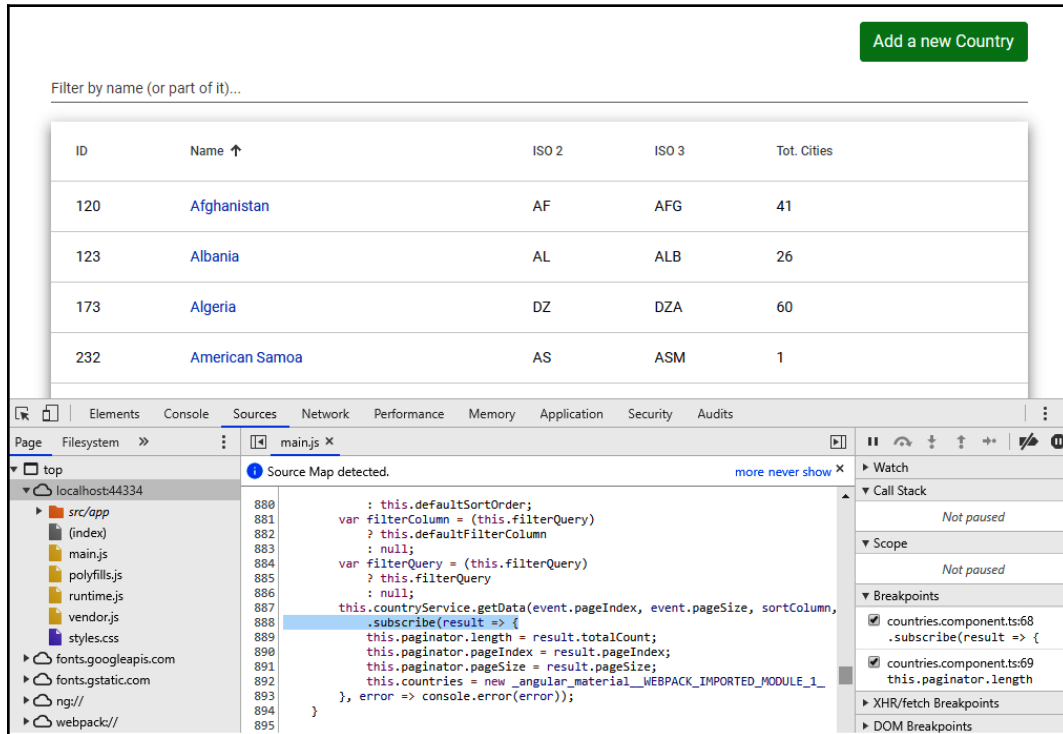 Add a new Country
Filter by name (or part of it)...
ID Name ISO 2 ISO 3 Tot. Cities
120 Afghanistan AF AFG 41
123 Albania AL ALB 26
173 Algeria DZ DZA 60
232 American Samoa AS ASM 1
Elements Console Sources Network Performance Memory Application Security Audits
Page Filesystem »
main.js ×
top
localhost:44334
src/app
(index)
main.js
polyfills.js
runtime.js
vendor.js
styles.css
fonts.googleapis.com
fonts.gstatic.com
ng://
webpack://
Source Map detected. more never show ×
880 : this.defaultSortOrder;
881 var filterColumn = (this.filterQuery)
882 ? this.defaultFilterColumn
883 : null;
884 var filterQuery = (this.filterQuery)
885 ? this.filterQuery
886 : null;
887 this.countryService.getData(event.pageIndex, event.pageSize, sortColumn,
888 .subscribe(result => {
889 this.paginator.length = result.totalCount;
890 this.paginator.pageIndex = result.pageIndex;
891 this.paginator.pageSize = result.pageSize;
892 this.countries = new _angular_material__WEBPACK_IMPORTED_MODULE_1_
893 }, error => console.error(error));
894 }
895
Watch
Call Stack
Not paused
Scope
Not paused
Breakpoints
countries.component.ts:68
.subscribe(result => {
countries.component.ts:69
this.paginator.length
XHR/fetch Breakpoints
DOM Breakpoints